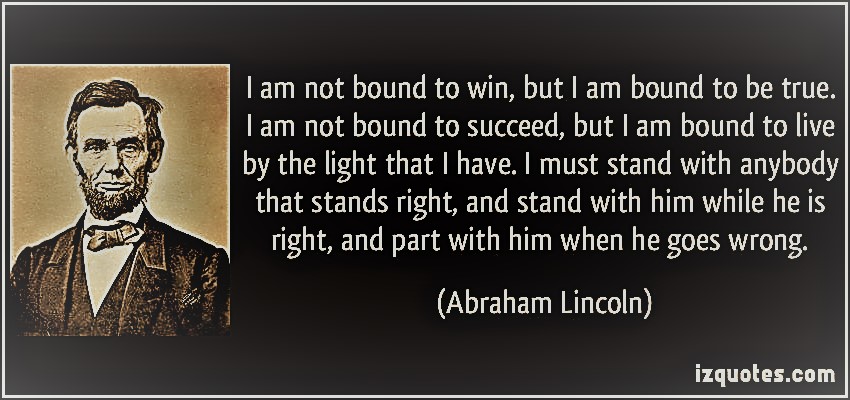 I am not bound to win, but I am bound to be true.
I am not bound to succeed, but I am bound to live
by the light that I have. I must stand with anybody
that stands right, and stand with him while he is
right, and part with him when he goes wrong.
(Abraham Lincoln)
izquotes.com